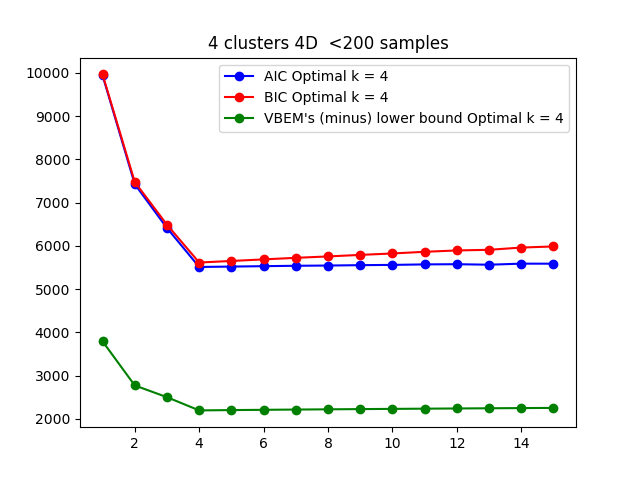 4 clusters 4D  <200 samples
AIC Optimal k = 4
BIC Optimal k = 4
VBEM's (minus) lower bound Optimal k = 4
10000
9000
8000
7000
6000
5000
4000
3000
2000
2 4 6 8 10 12 14